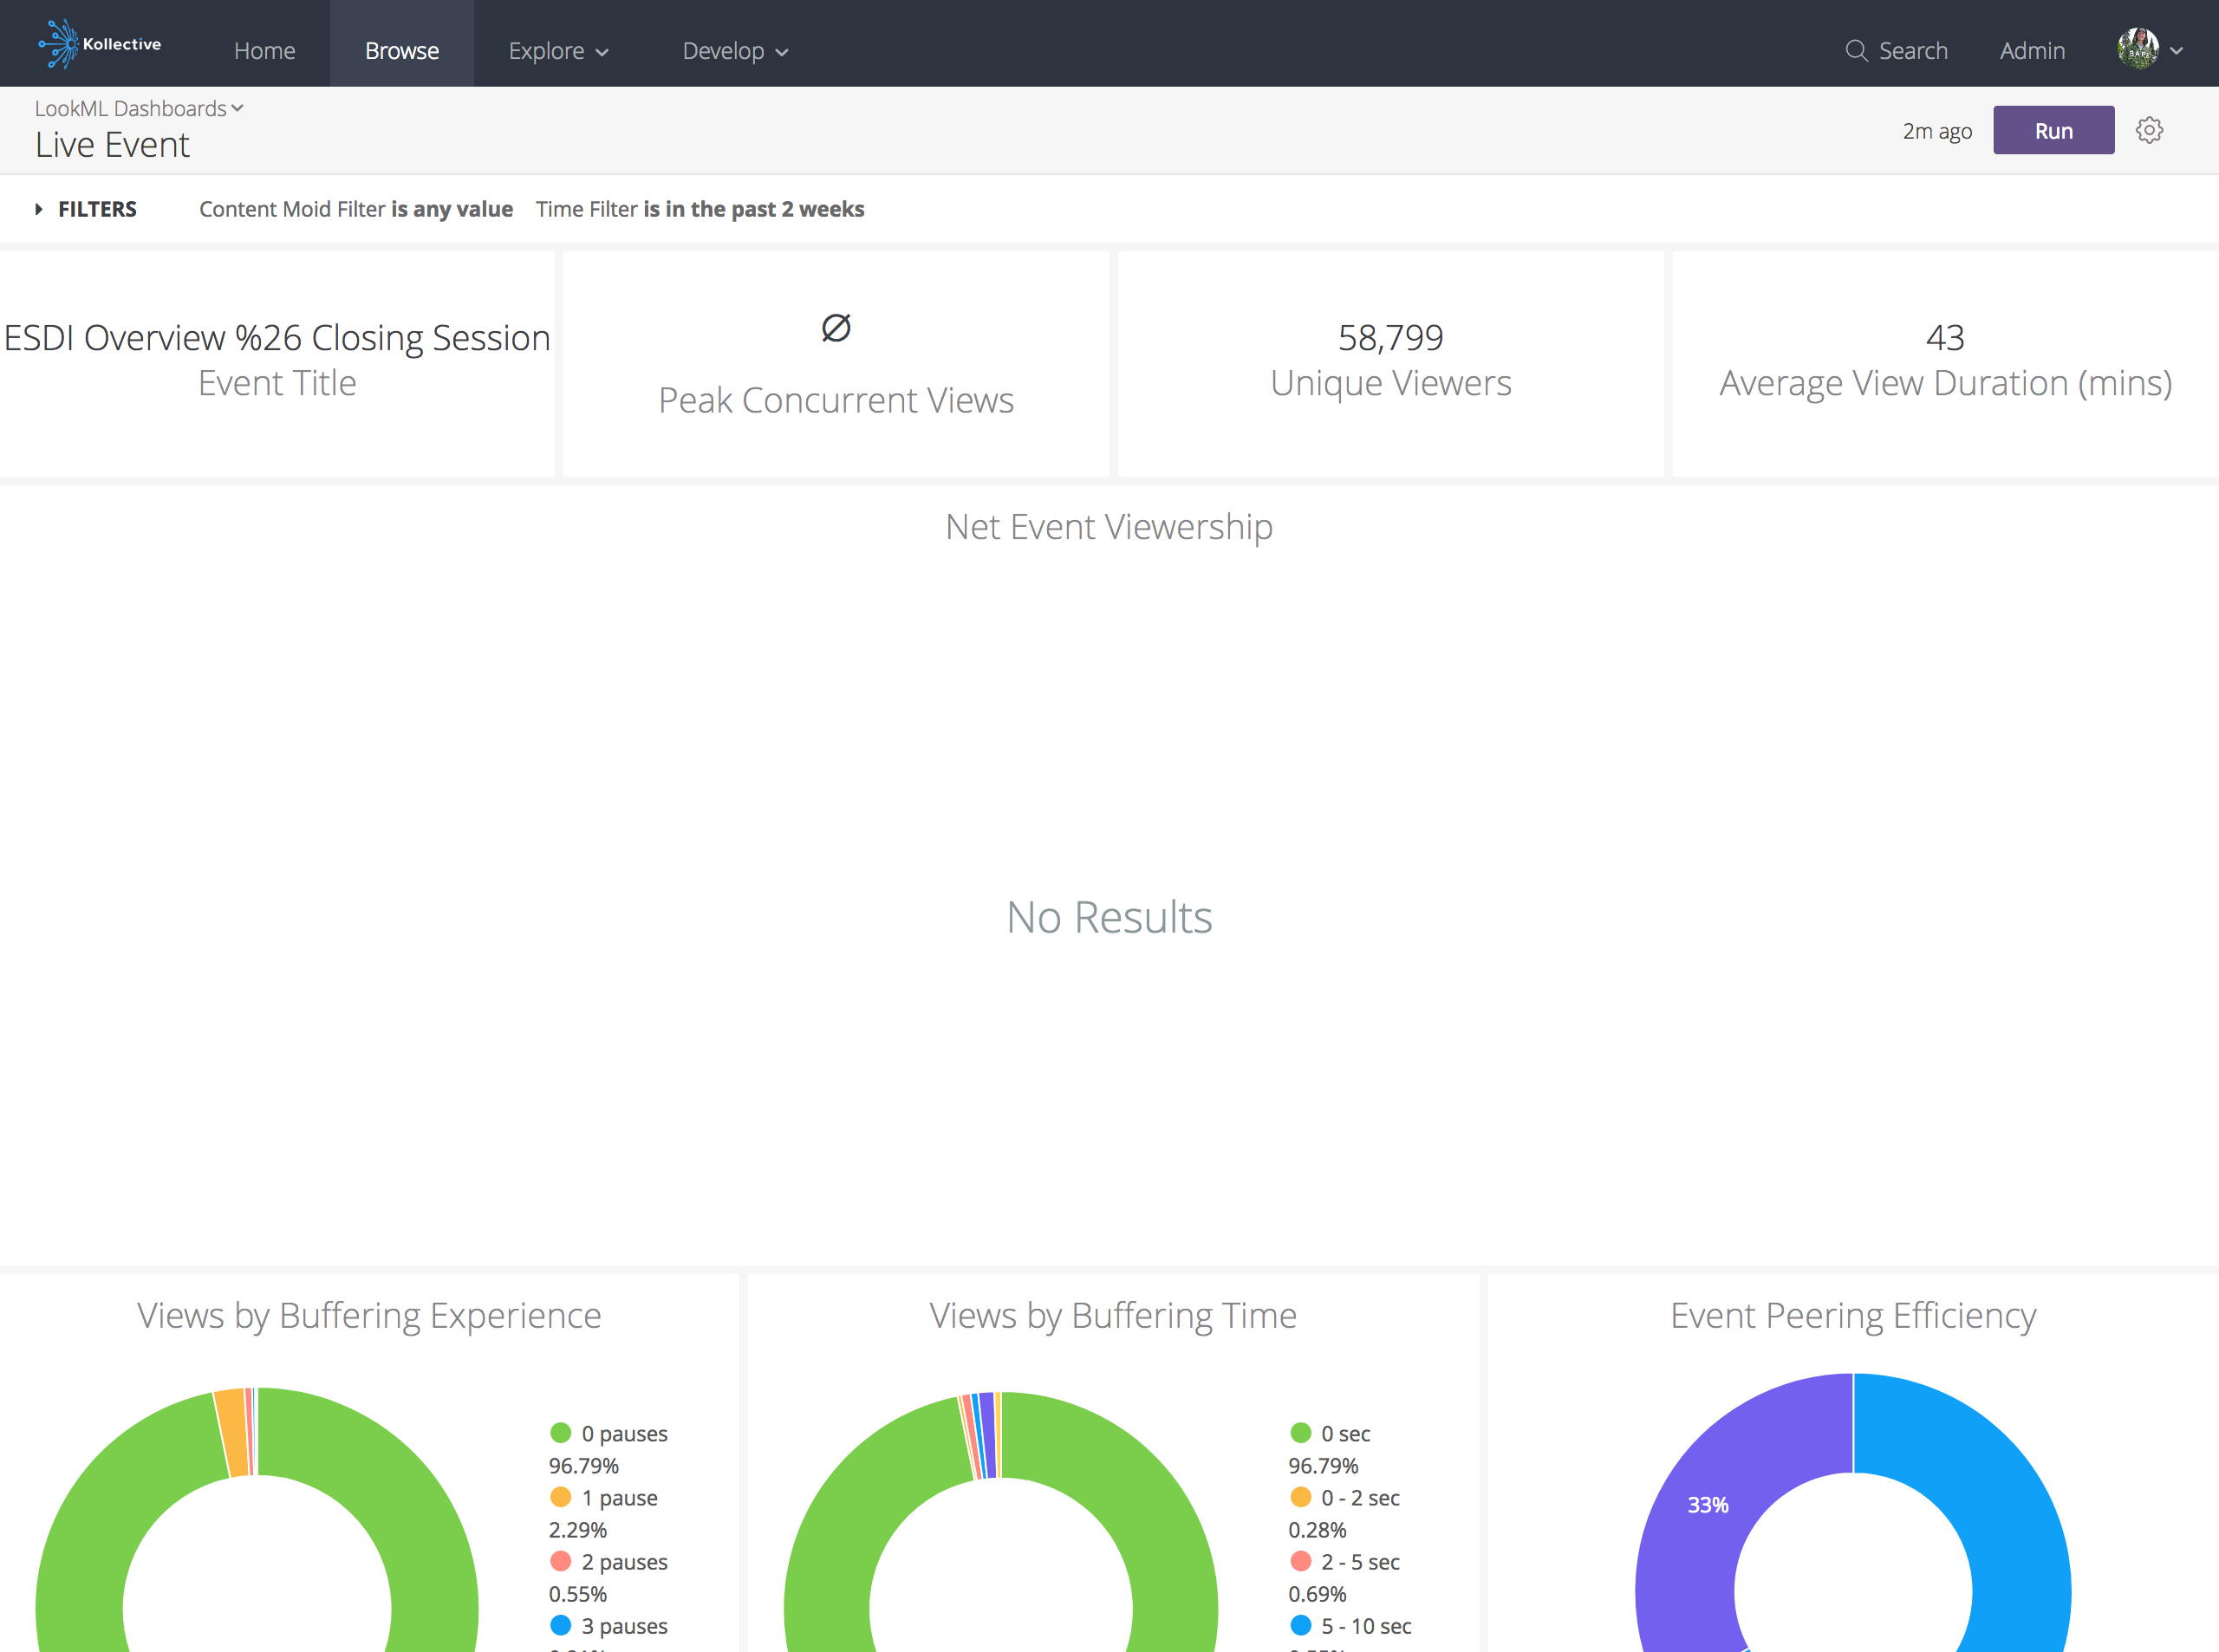 Kollective
Home
Browse
Explore
Develop
Search
Admin
LookML Dashboards
Live Event
2m ago
Run
FILTERS
Content Moid Filter is any value
Time Filter is in the past 2 weeks
ESDI Overview %26 Closing Session
Event Title
Ø
Peak Concurrent Views
58,799
Unique Viewers
43
Average View Duration (mins)
Net Event Viewership
No Results
Views by Buffering Experience
0 pauses
96.79%
1 pause
2.29%
2 pauses
0.55%
3 pauses
Views by Buffering Time
0 sec
96.79%
0 - 2 sec
0.28%
2 - 5 sec
0.69%
5 - 10 sec
Event Peering Efficiency
33%